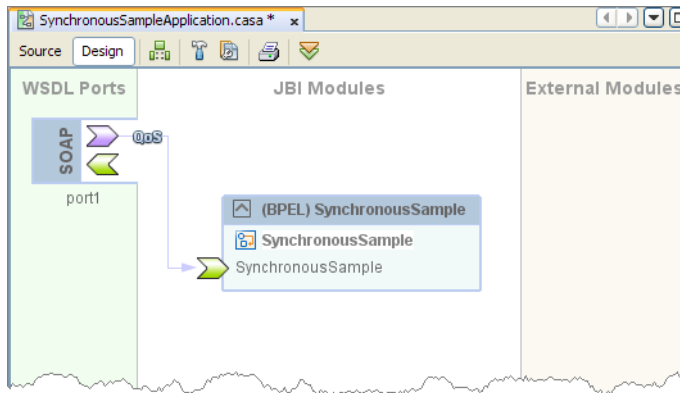 SynchronousSampleApplication.casa * x
Source Design
WSDL Ports JBI Modules External Modules
SOAP
QoS
port1
(BPEL) SynchronousSample
SynchronousSample
SynchronousSample